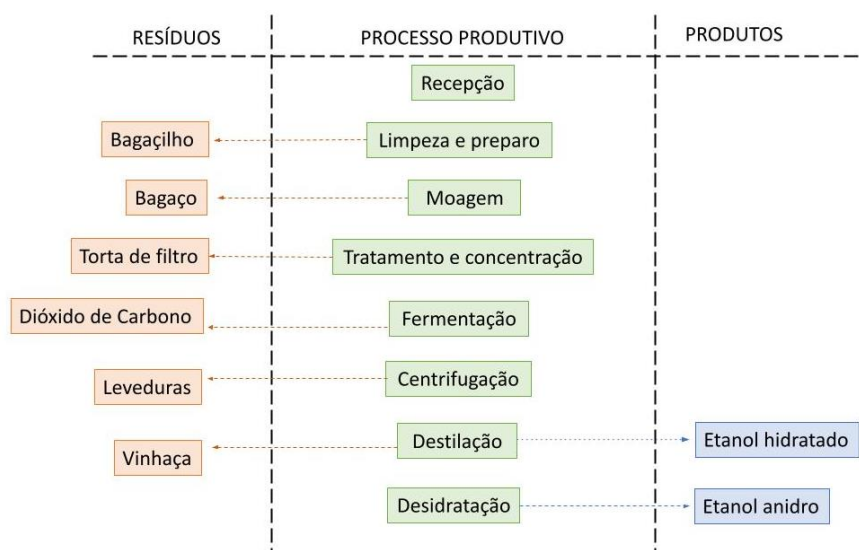 RESÍDUOS
PROCESSO PRODUTIVO
PRODUTOS
Recepção
Bagaçilho
Limpeza e preparo
Bagaço
Moagem
Torta de filtro
Tratamento e concentração
Dióxido de Carbono
Fermentação
Leveduras
Centrifugação
Vinhaça
Destilação
Etanol hidratado
Desidratação
Etanol anidro